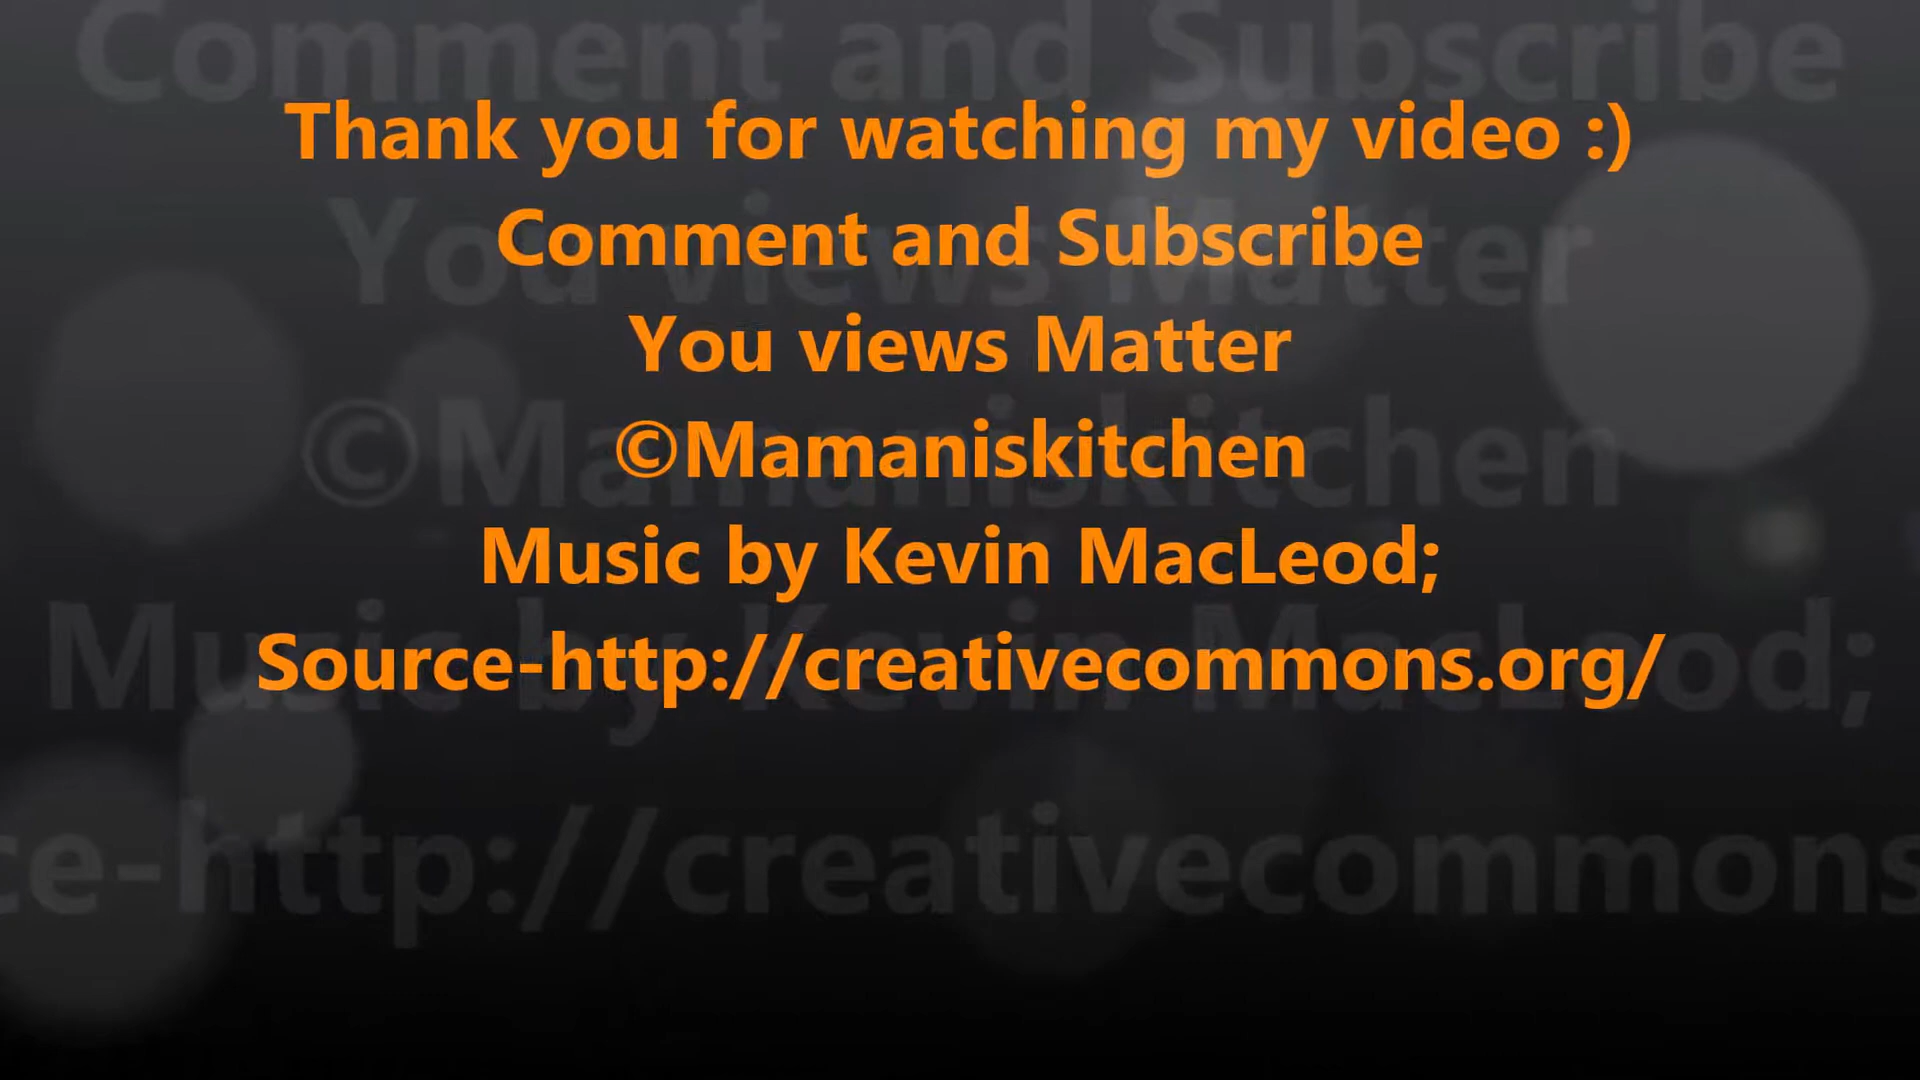 Thank you for watching my video :)
Comment and Subscribe
You views Matter
©Mamaniskitchen
Music by Kevin MacLeod;
Source-http://creativecommons.org/